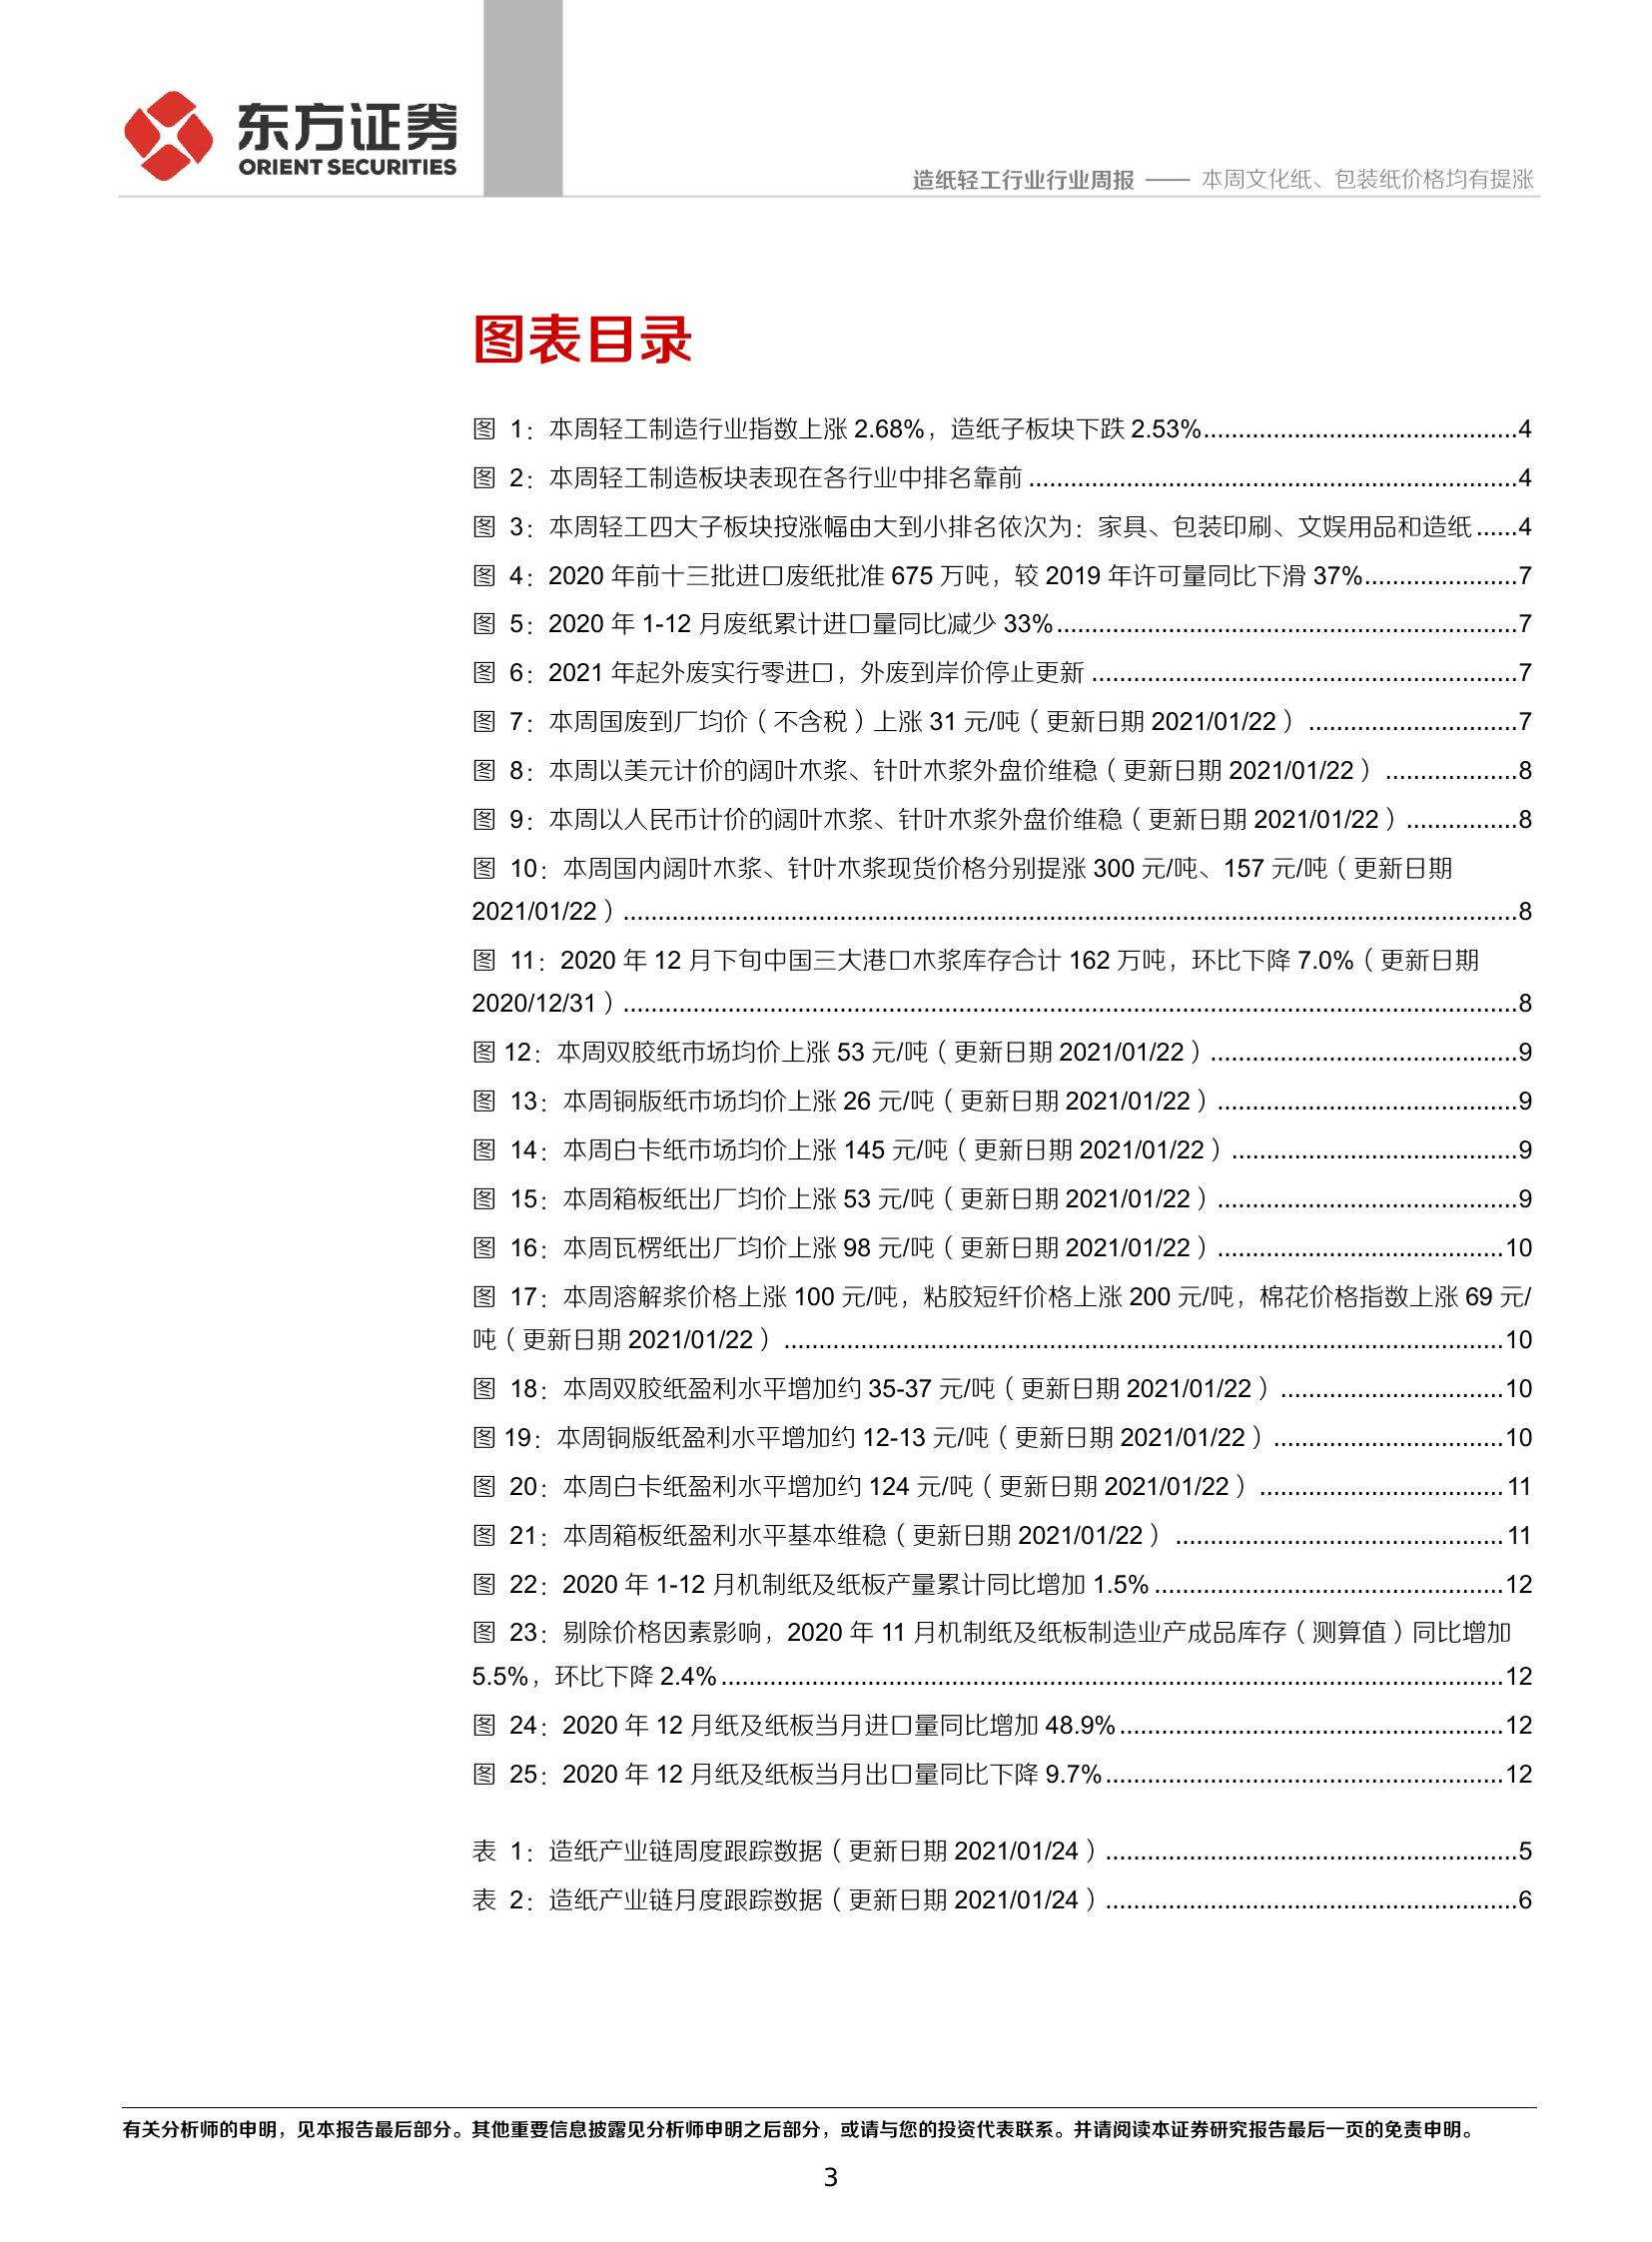 东方证券
ORIENT SECURITIES
造纸轻工行业行业周报 —— 本周文化纸、包装纸价格均有提涨
图表目录
图 1：本周轻工制造行业指数上涨 2.68%，造纸子板块下跌 2.53%.............................................4
图 2：本周轻工制造板块表现在各行业中排名靠前 ......................................................................4
图 3：本周轻工四大子板块按涨幅由大到小排名依次为：家具、包装印刷、文娱用品和造纸......4
图 4：2020 年前十三批进口废纸批准 675 万吨，较 2019 年许可量同比下滑 37%......................7
图 5：2020 年 1-12 月废纸累计进口量同比减少 33%..................................................................7
图 6：2021 年起外废实行零进口，外废到岸价停止更新 .............................................................7
图 7：本周国废到厂均价（不含税）上涨 31 元/吨（更新日期 2021/01/22） ..............................7
图 8：本周以美元计价的阔叶木浆、针叶木浆外盘价维稳（更新日期 2021/01/22） ...................8
图 9：本周以人民币计价的阔叶木浆、针叶木浆外盘价维稳（更新日期 2021/01/22）................8
图 10：本周国内阔叶木浆、针叶木浆现货价格分别提涨 300 元/吨、157 元/吨（更新日期
2021/01/22）................................................................................................................................8
图 11：2020 年 12 月下旬中国三大港口木浆库存合计 162 万吨，环比下降 7.0%（更新日期
2020/12/31）................................................................................................................................8
图 12：本周双胶纸市场均价上涨 53 元/吨（更新日期 2021/01/22）............................................9
图 13：本周铜版纸市场均价上涨 26 元/吨（更新日期 2021/01/22）...........................................9
图 14：本周白卡纸市场均价上涨 145 元/吨（更新日期 2021/01/22）.........................................9
图 15：本周箱板纸出厂均价上涨 53 元/吨（更新日期 2021/01/22）...........................................9
图 16：本周瓦楞纸出厂均价上涨 98 元/吨（更新日期 2021/01/22）.........................................10
图 17：本周溶解浆价格上涨 100 元/吨，粘胶短纤价格上涨 200 元/吨，棉花价格指数上涨 69 元/
吨（更新日期 2021/01/22） .......................................................................................................10
图 18：本周双胶纸盈利水平增加约 35-37 元/吨（更新日期 2021/01/22） ................................10
图 19：本周铜版纸盈利水平增加约 12-13 元/吨（更新日期 2021/01/22） .................................10
图 20：本周白卡纸盈利水平增加约 124 元/吨（更新日期 2021/01/22） ...................................11
图 21：本周箱板纸盈利水平基本维稳（更新日期 2021/01/22） ...............................................11
图 22：2020 年 1-12 月机制纸及纸板产量累计同比增加 1.5%..................................................12
图 23：剔除价格因素影响，2020 年 11 月机制纸及纸板制造业产成品库存（测算值）同比增加
5.5%，环比下降 2.4%................................................................................................................12
图 24：2020 年 12 月纸及纸板当月进口量同比增加 48.9%.......................................................12
图 25：2020 年 12 月纸及纸板当月出口量同比下降 9.7%.........................................................12
表 1：造纸产业链周度跟踪数据（更新日期 2021/01/24）...........................................................5
表 2：造纸产业链月度跟踪数据（更新日期 2021/01/24）...........................................................6
有关分析师的申明，见本报告最后部分。其他重要信息披露见分析师申明之后部分，或请与您的投资代表联系。并请阅读本证券研究报告最后一页的免责申明。
3